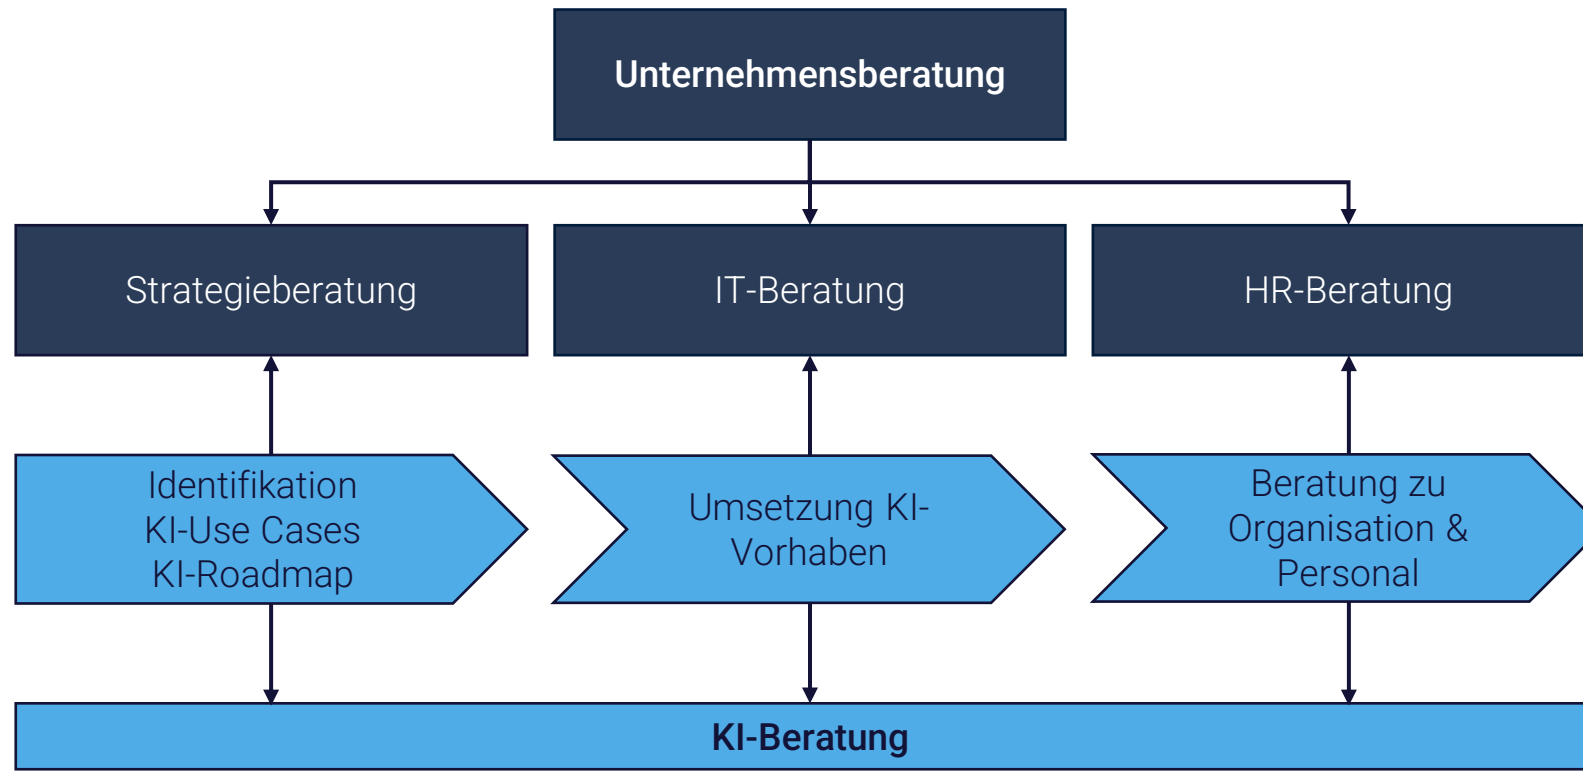 Unternehmensberatung
Strategieberatung
IT-Beratung
HR-Beratung
Identifikation
KI-Use Cases
KI-Roadmap
Umsetzung KI-
Vorhaben
Beratung zu
Organisation &
Personal
KI-Beratung